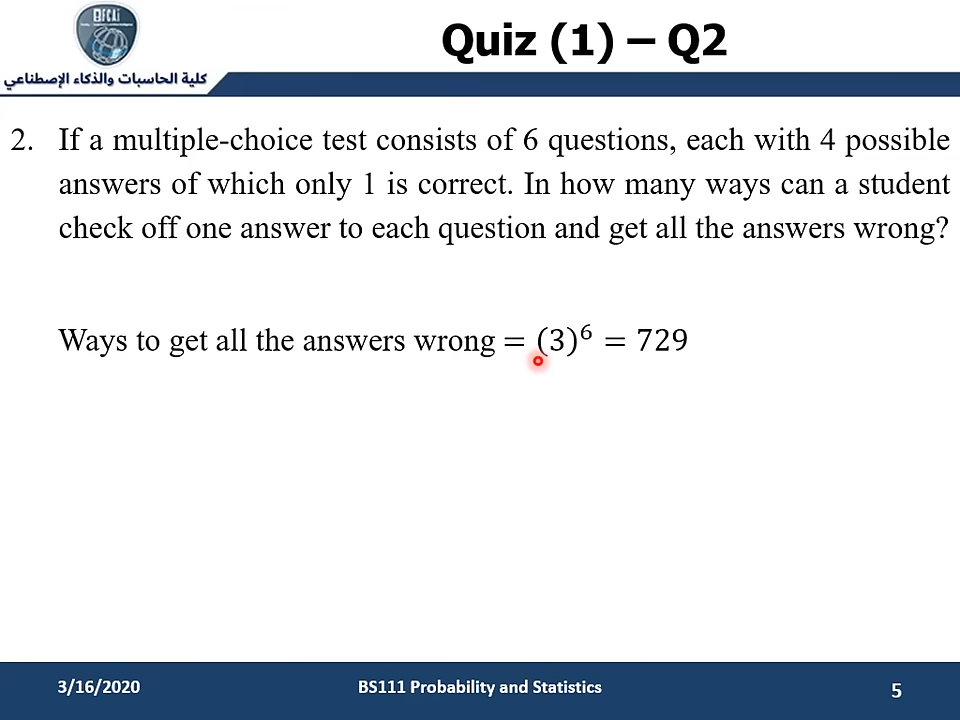 Quiz (1) – Q2
كلية الحاسبات والذكاء الإصطناعي
2. If a multiple-choice test consists of 6 questions, each with 4 possible
answers of which only 1 is correct. In how many ways can a student
check off one answer to each question and get all the answers wrong?
Ways to get all the answers wrong = (3)⁶ = 729
3/16/2020 BS111 Probability and Statistics 5